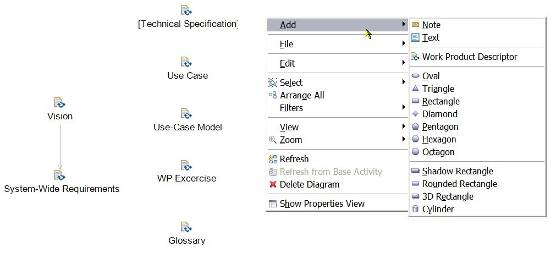 [Technical Specification]
Use Case
Vision
Use-Case Model
System-Wide Requirements
WP Excercise
Glossary
Add
File
Edit
Select
Arrange All
Filters
View
Zoom
Refresh
Refresh from Base Activity
Delete Diagram
Show Properties View
Note
Text
Work Product Descriptor
Oval
Triangle
Rectangle
Diamond
Pentagon
Hexagon
Octagon
Shadow Rectangle
Rounded Rectangle
3D Rectangle
Cylinder